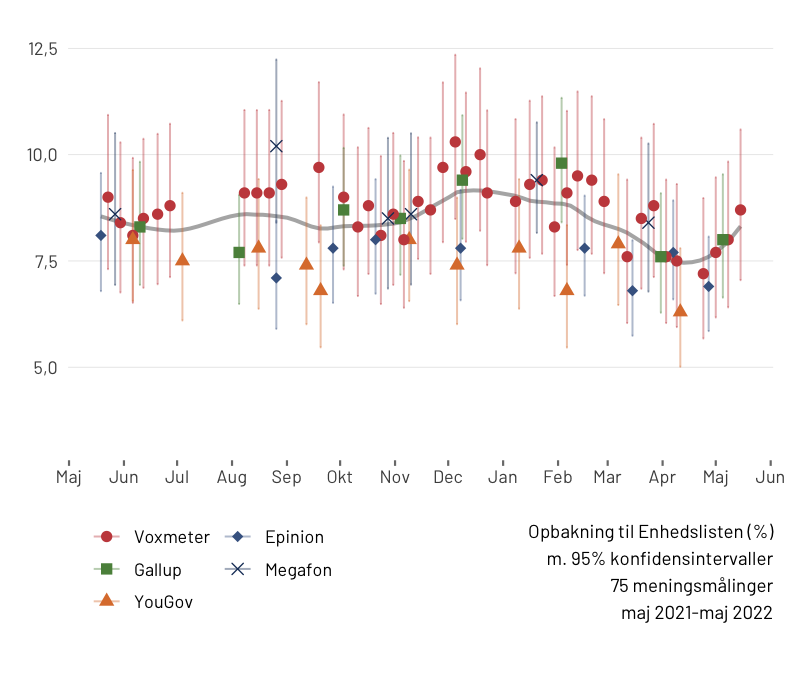 12,5
10,0
7,5
5,0
Maj Jun Jul Aug Sep Okt Nov Dec Jan Feb Mar Apr Maj Jun
Voxmeter Epinion
Gallup Megafon
YouGov
Opbakning til Enhedslisten (%)
m. 95% konfidensintervaller
75 meningsmålinger
maj 2021-maj 2022